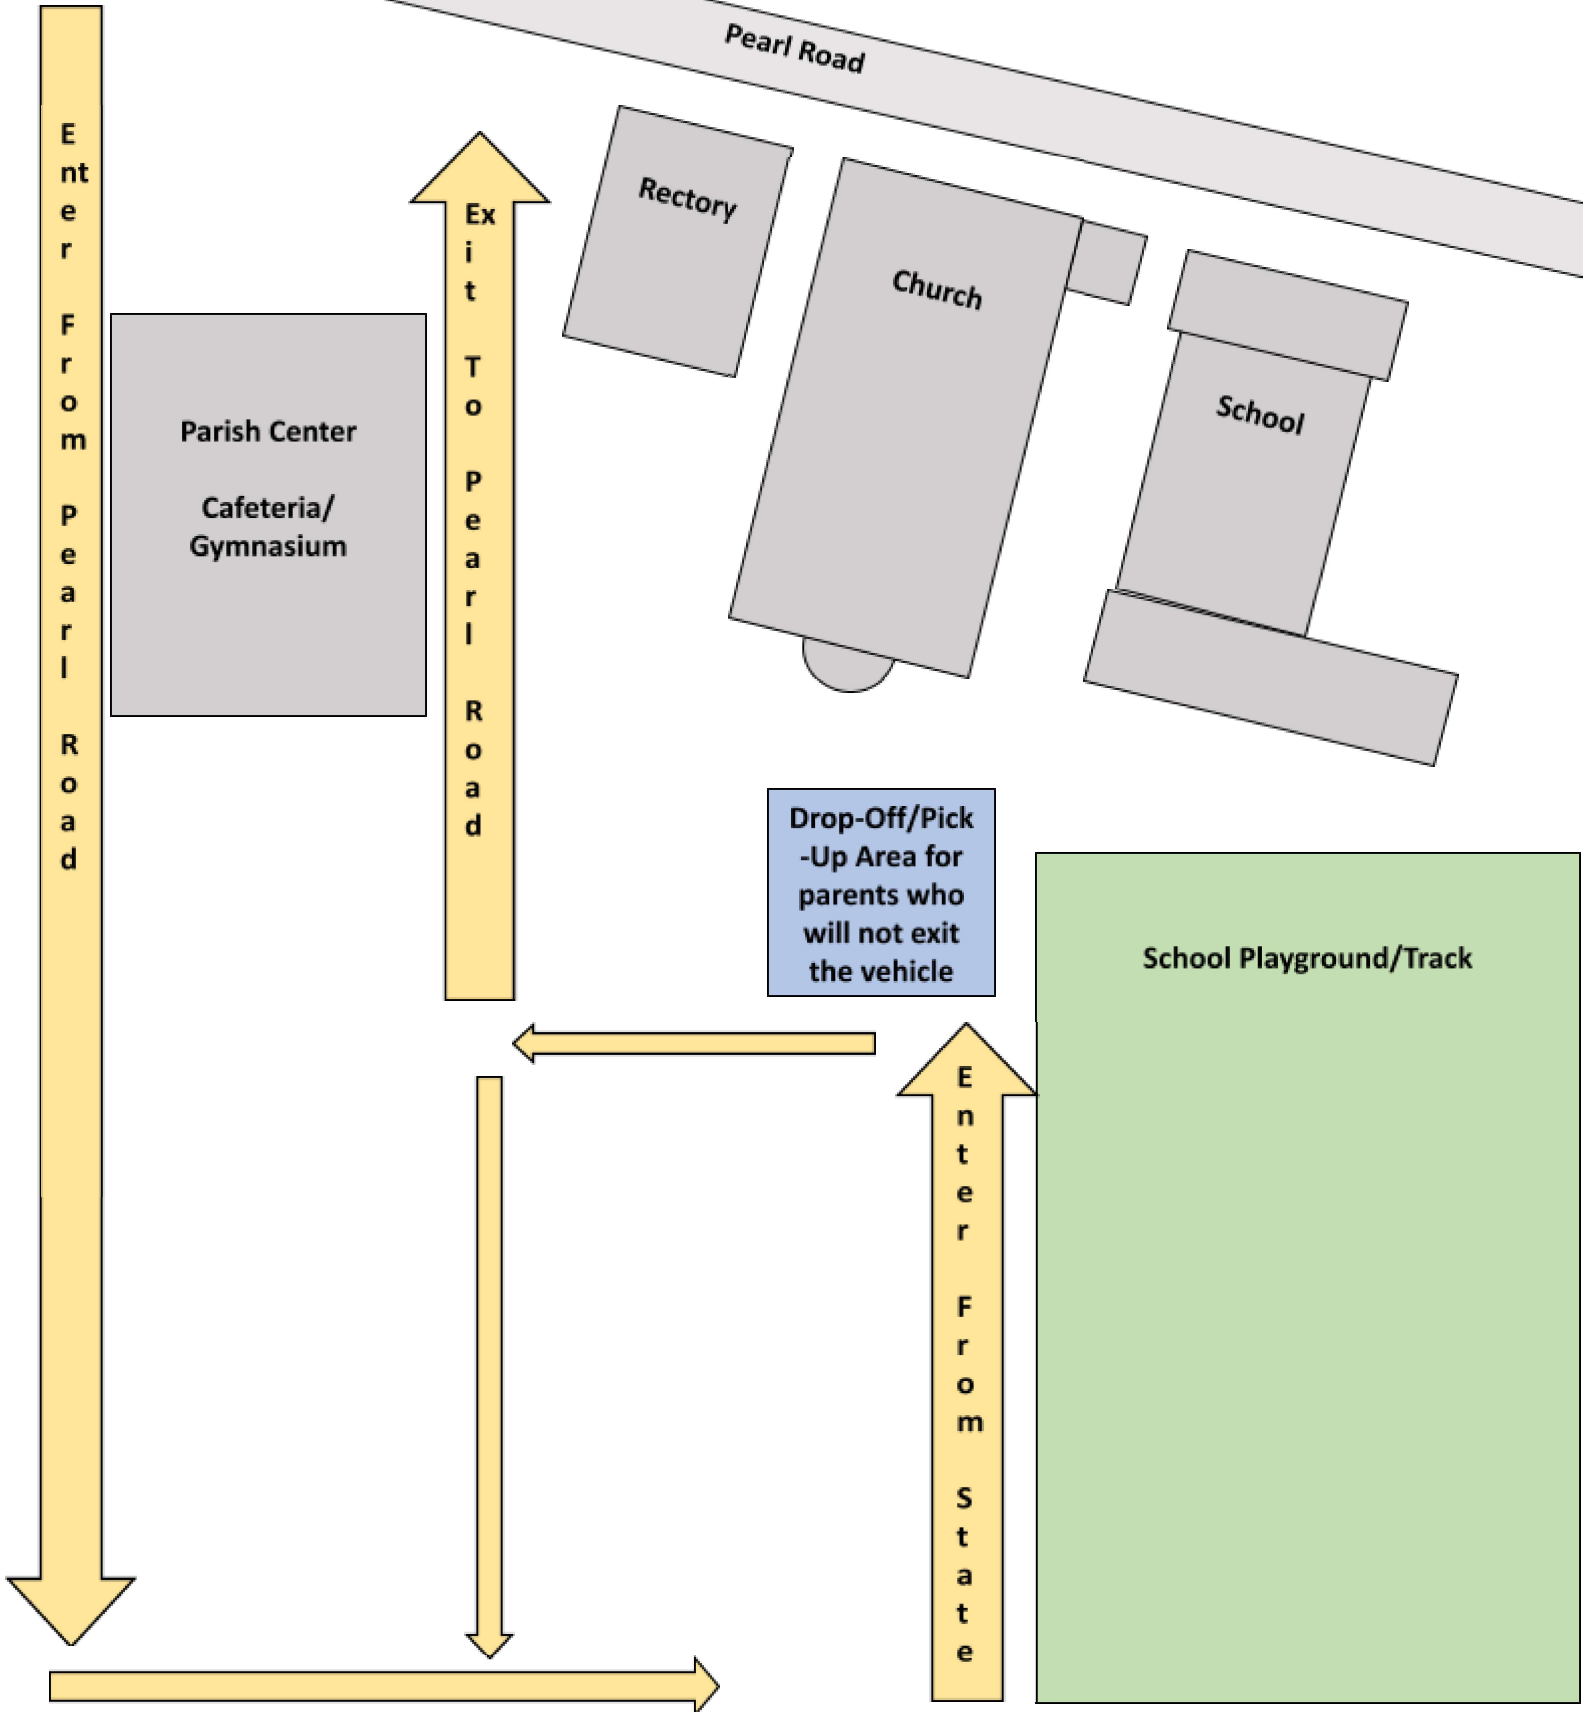 Pearl Road
Enter From Pearl Road
Exit To Pearl Road
Rectory
Church
School
Parish Center
Cafeteria/
Gymnasium
Drop-Off/Pick
-Up Area for
parents who
will not exit
the vehicle
School Playground/Track
Enter From State